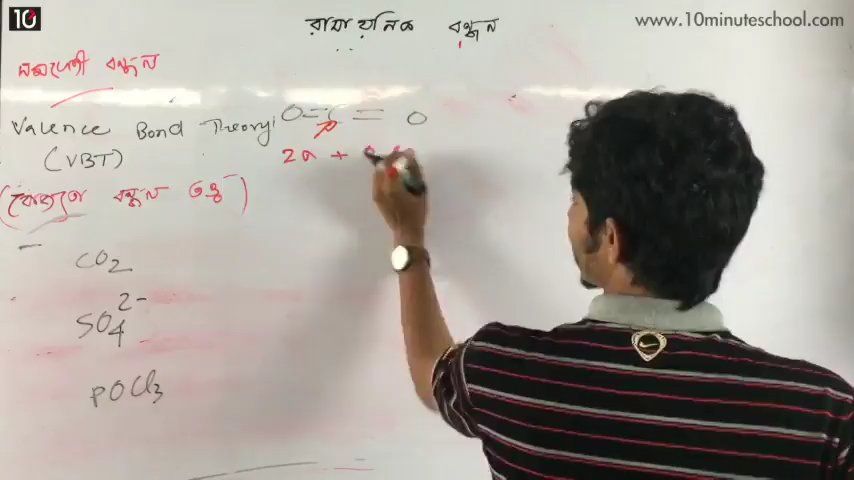 10
www.10minuteschool.com
রাসায়নিক বন্ধন
সমযোজী বন্ধন
Valence Bond Theory:
(VBT)
O=C=O
2n +
(যোজ্যতা বন্ধন তত্ত্ব)
CO2
SO4 2-
POCl3